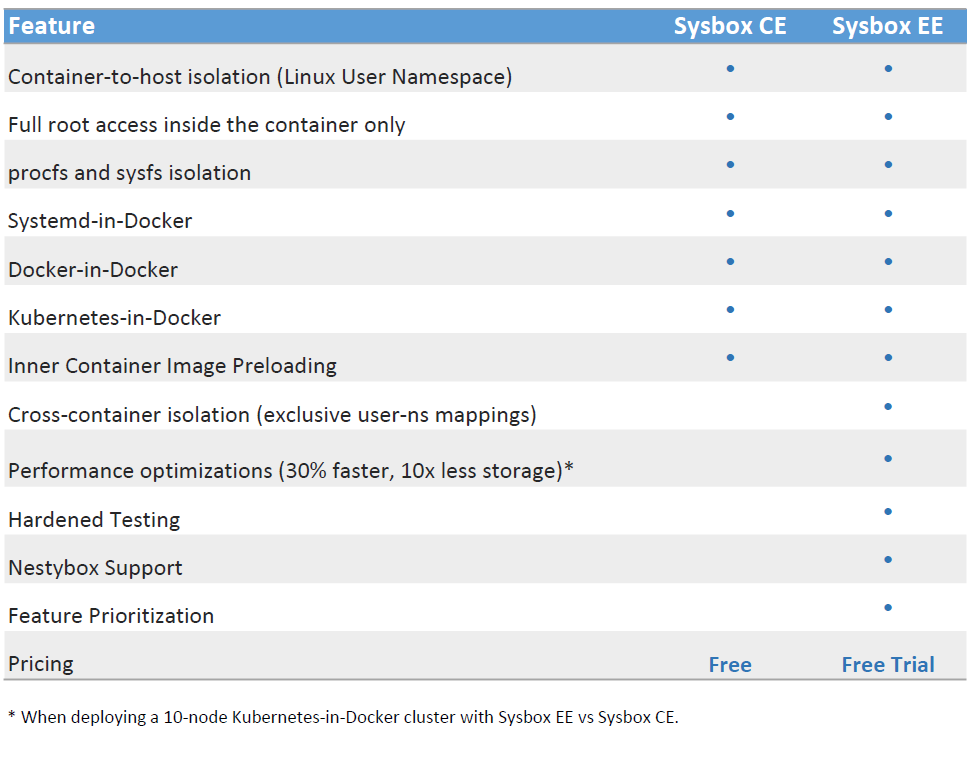 Feature Sysbox CE Sysbox EE
Container-to-host isolation (Linux User Namespace) • •
Full root access inside the container only • •
procfs and sysfs isolation • •
Systemd-in-Docker • •
Docker-in-Docker • •
Kubernetes-in-Docker • •
Inner Container Image Preloading • •
Cross-container isolation (exclusive user-ns mappings) •
Performance optimizations (30% faster, 10x less storage)* •
Hardened Testing •
Nestybox Support •
Feature Prioritization •
Pricing Free Free Trial
* When deploying a 10-node Kubernetes-in-Docker cluster with Sysbox EE vs Sysbox CE.